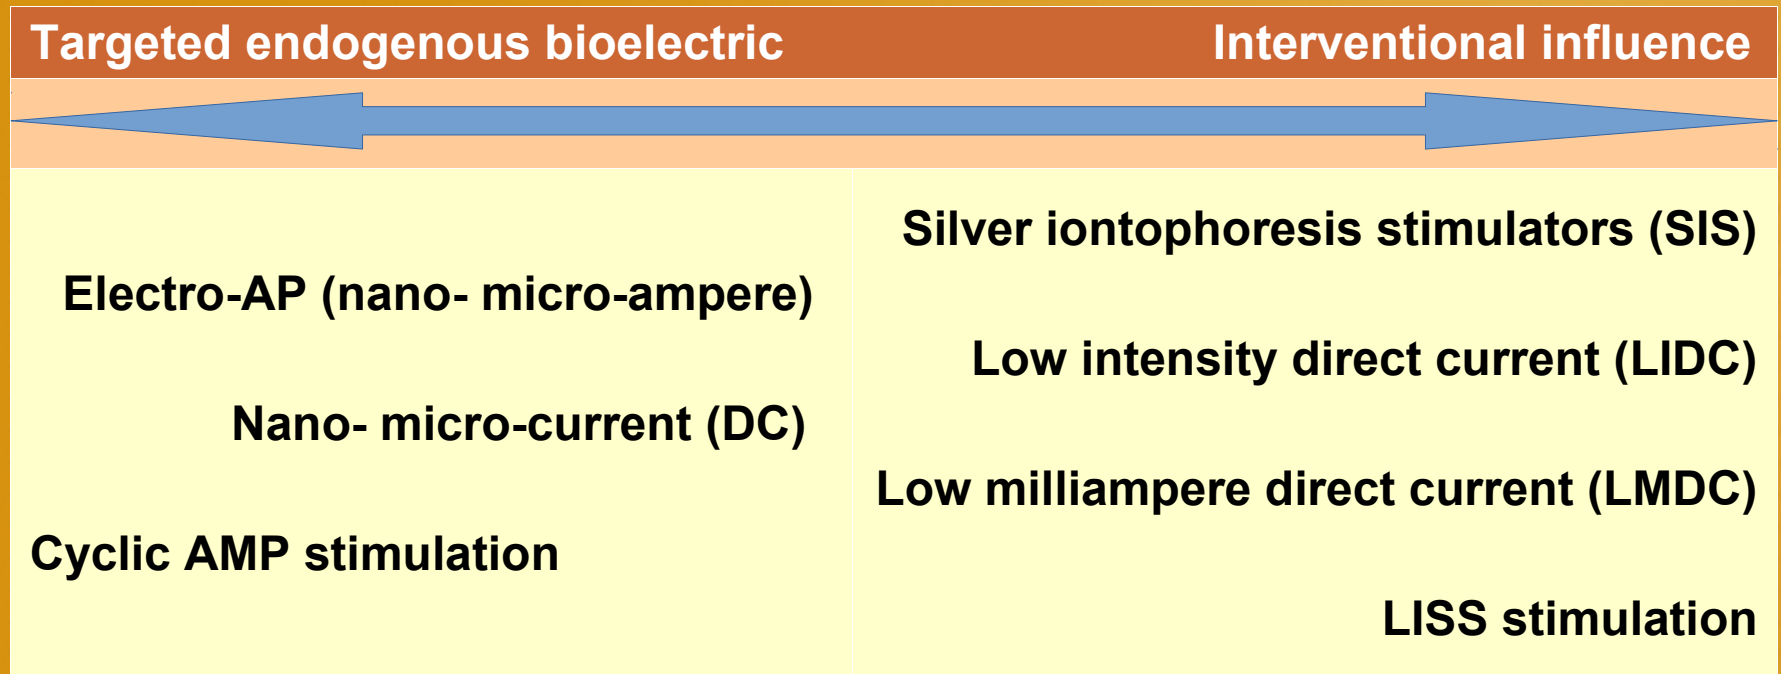 Targeted endogenous bioelectric
Interventional influence
Electro-AP (nano- micro-ampere)
Nano- micro-current (DC)
Cyclic AMP stimulation
Silver iontophoresis stimulators (SIS)
Low intensity direct current (LIDC)
Low milliampere direct current (LMDC)
LISS stimulation